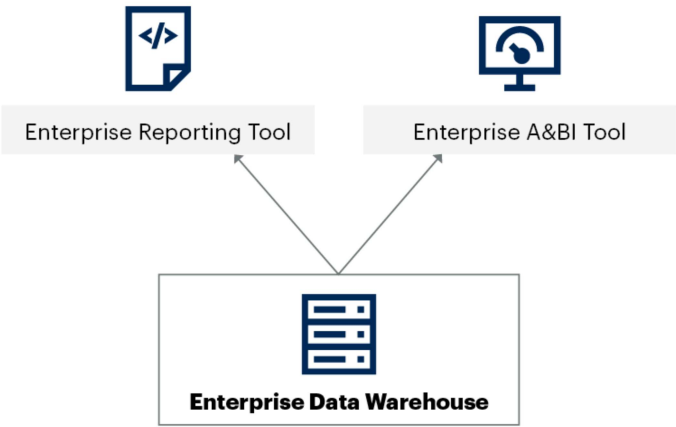 </>
Enterprise Reporting Tool
Enterprise A&BI Tool
Enterprise Data Warehouse